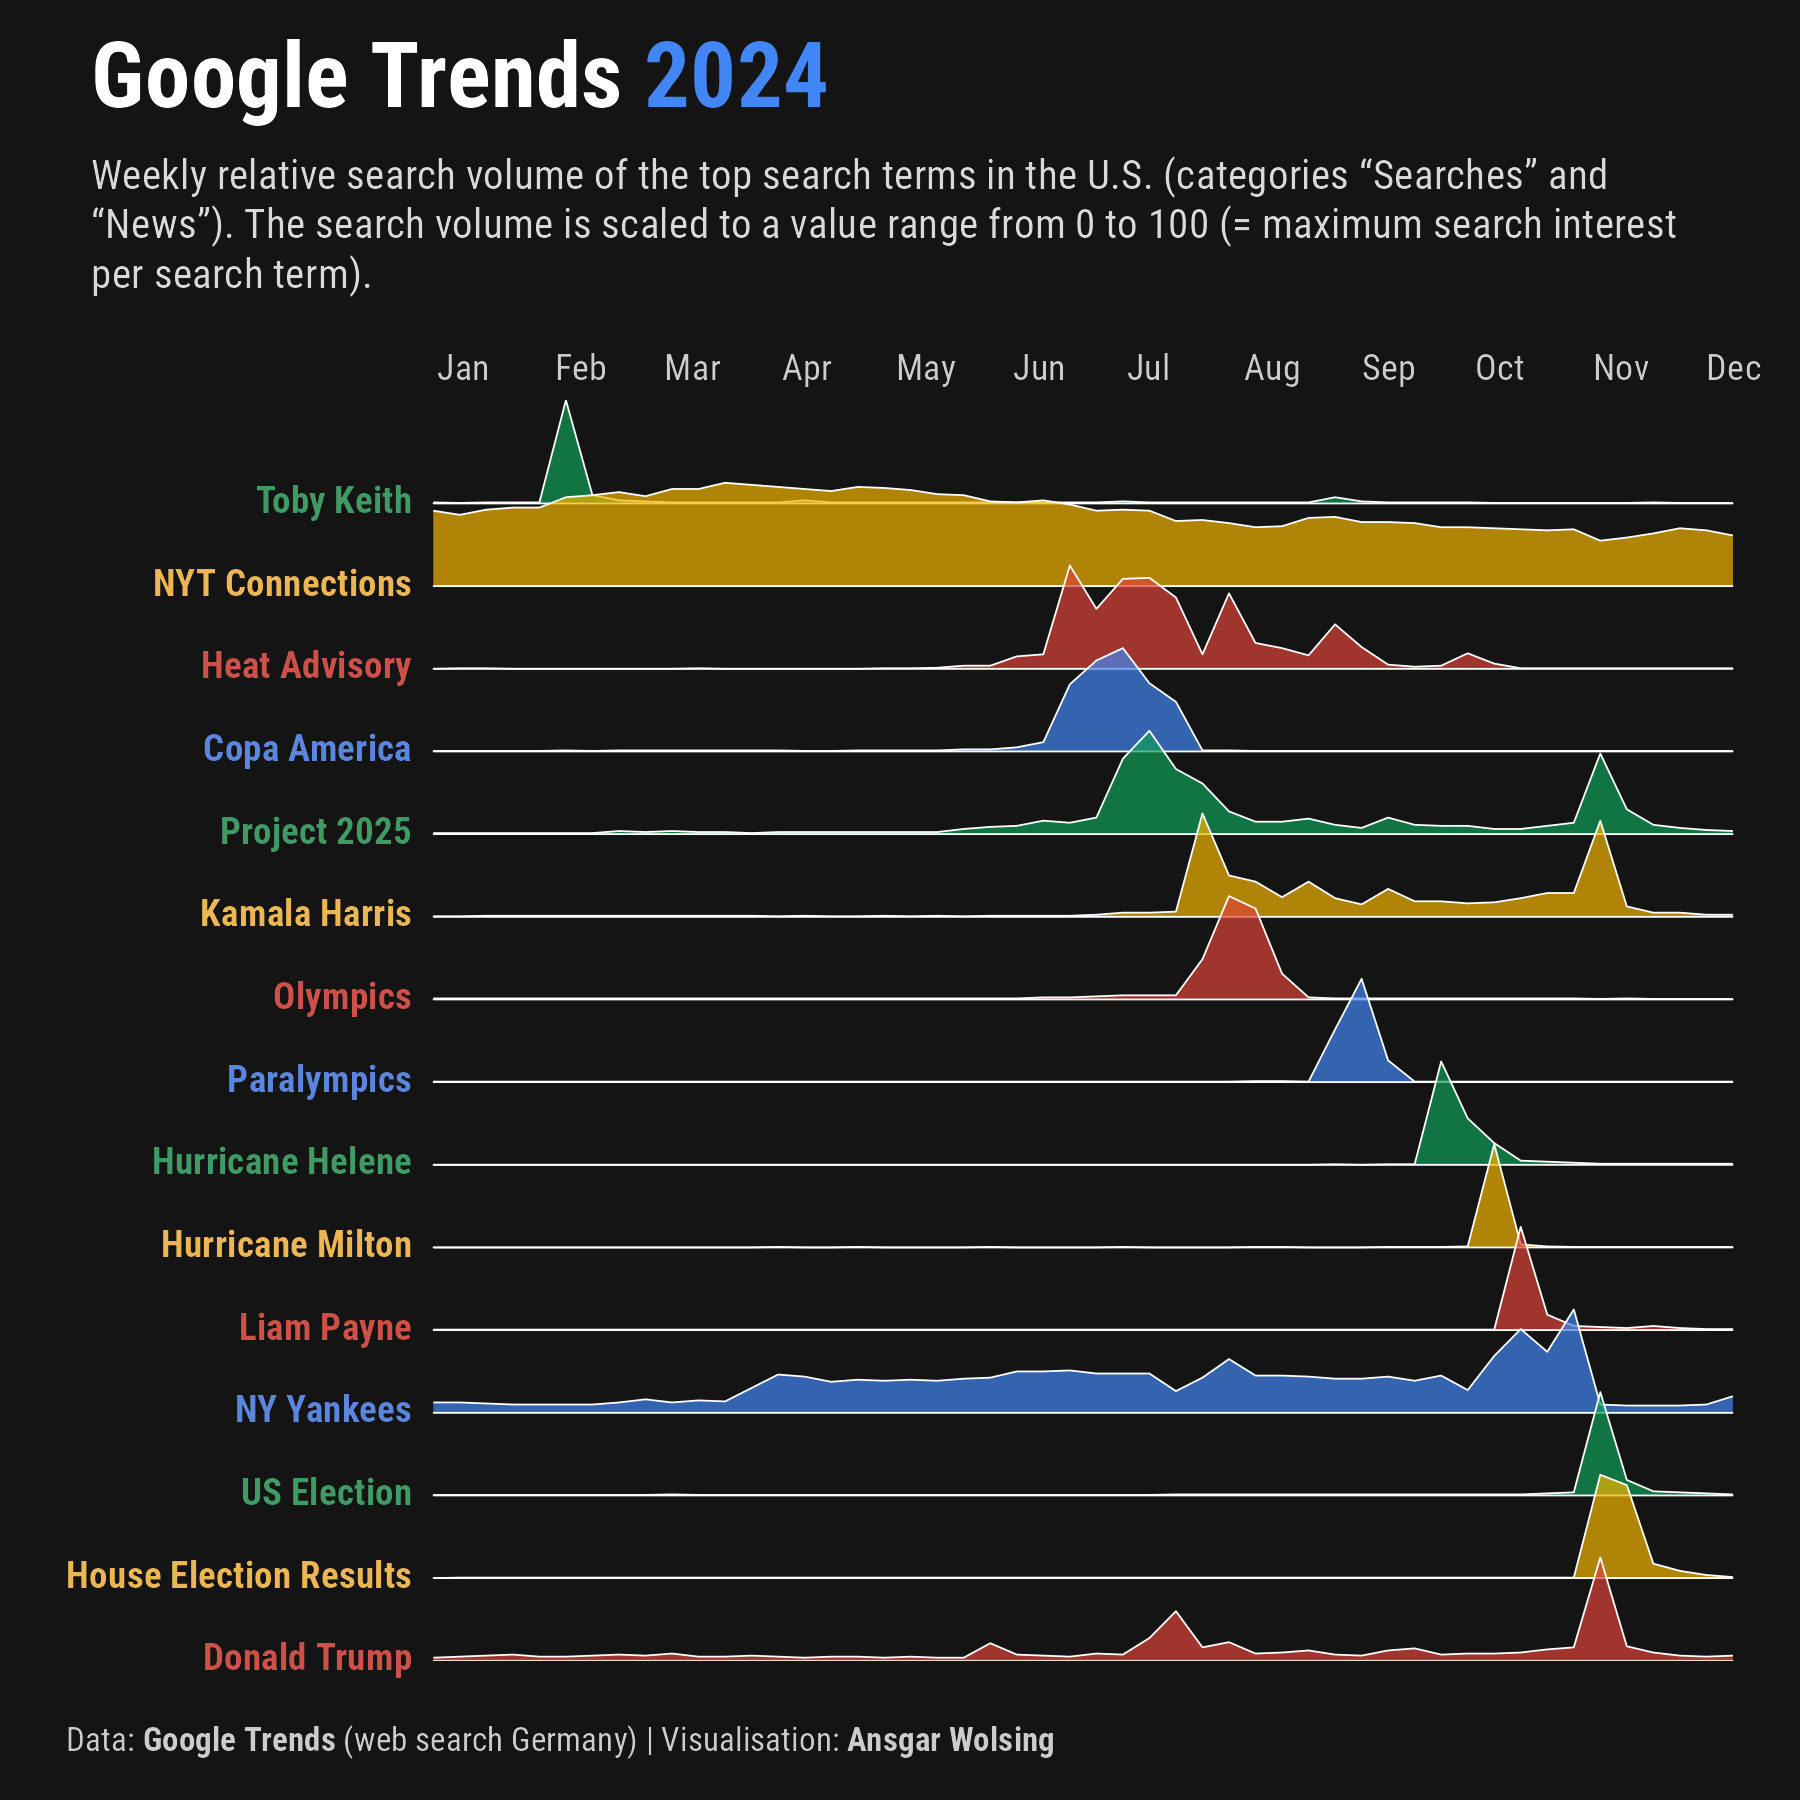 Google Trends 2024
Weekly relative search volume of the top search terms in the U.S. (categories “Searches” and
“News”). The search volume is scaled to a value range from 0 to 100 (= maximum search interest
per search term).
Jan Feb Mar Apr May Jun Jul Aug Sep Oct Nov Dec
Toby Keith
NYT Connections
Heat Advisory
Copa America
Project 2025
Kamala Harris
Olympics
Paralympics
Hurricane Helene
Hurricane Milton
Liam Payne
NY Yankees
US Election
House Election Results
Donald Trump
Data: Google Trends (web search Germany) | Visualisation: Ansgar Wolsing